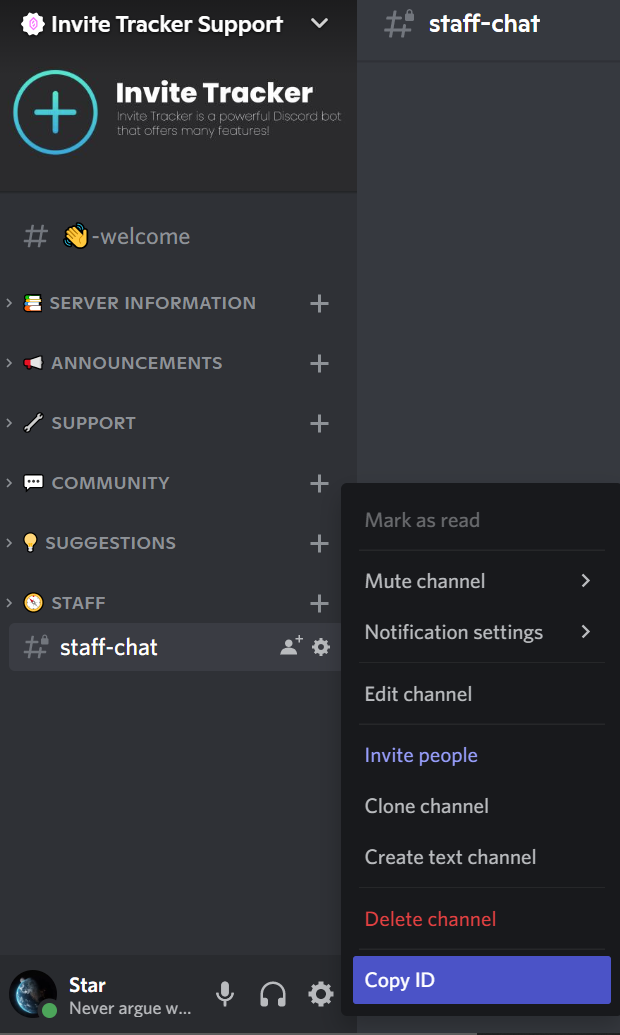 Invite Tracker Support
staff-chat
Invite Tracker
Invite Tracker is a powerful Discord bot
that offers many features!
-welcome
SERVER INFORMATION
ANNOUNCEMENTS
SUPPORT
COMMUNITY
SUGGESTIONS
STAFF
staff-chat
Mark as read
Mute channel
Notification settings
Edit channel
Invite people
Clone channel
Create text channel
Delete channel
Copy ID
Star
Never argue w...